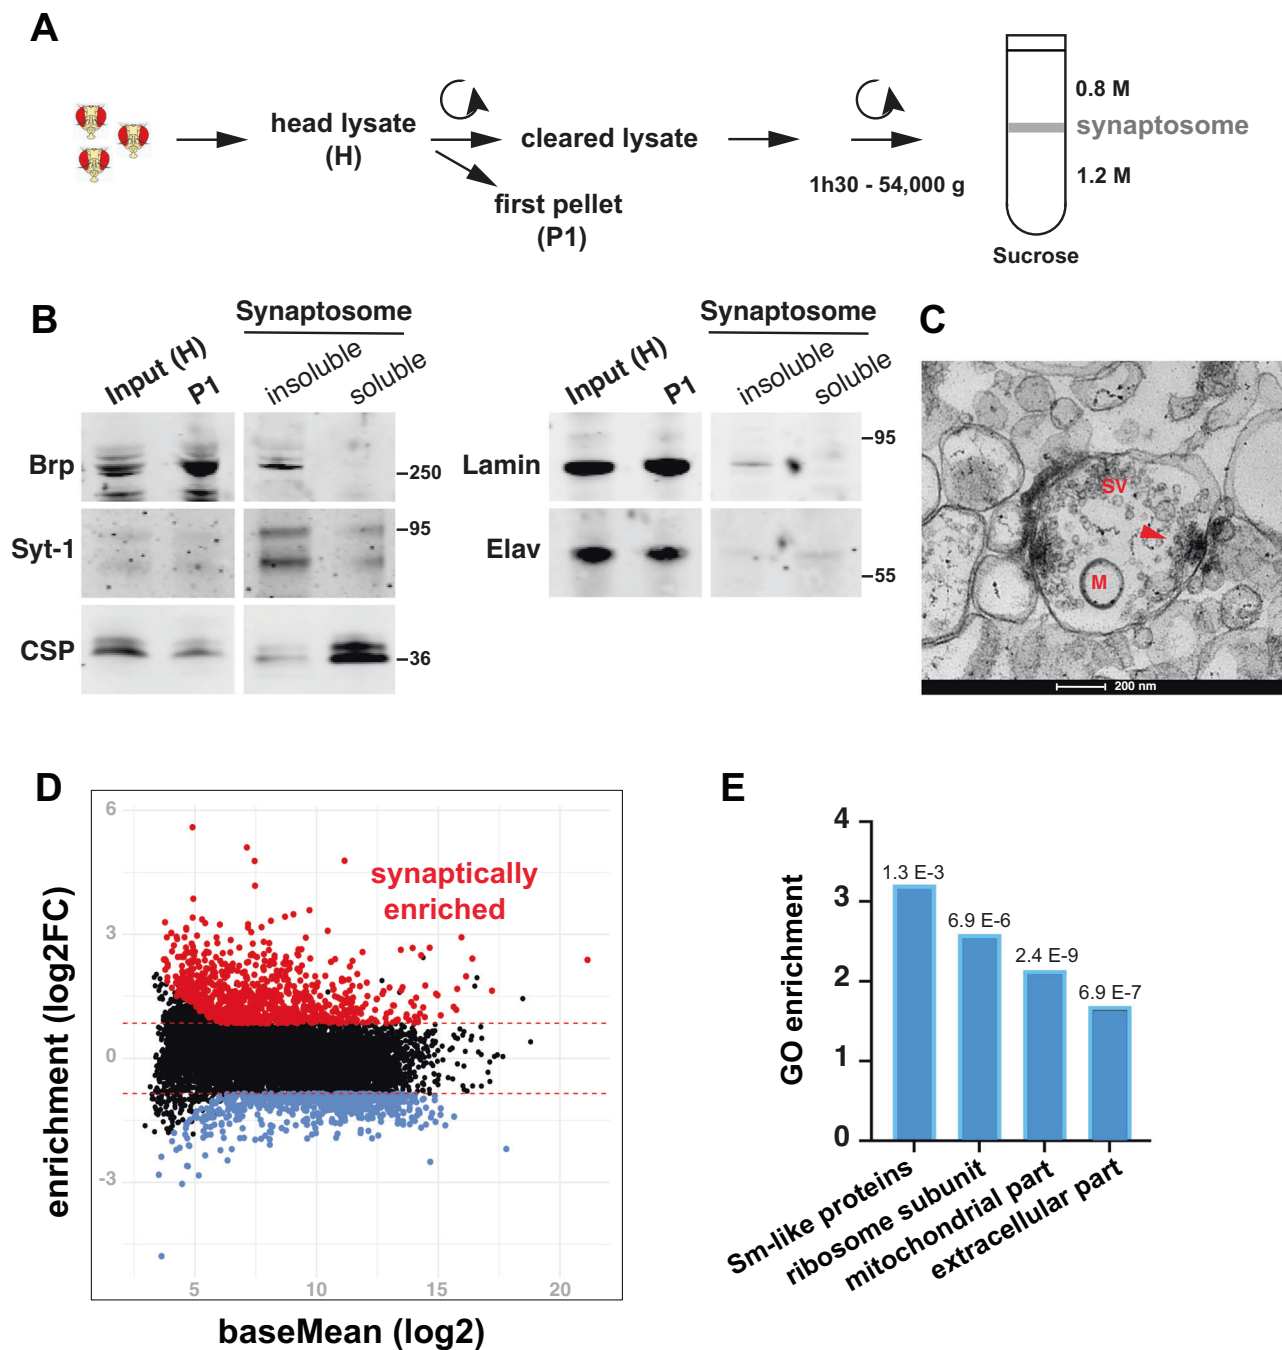 A
head lysate
(H)
cleared lysate
first pellet
(P1)
1h30 - 54,000 g
0.8 M
synaptosome
1.2 M
Sucrose
B
Synaptosome
Input (H)
P1
insoluble
soluble
Brp
–250
Syt-1
–95
CSP
–36
Synaptosome
Input (H)
P1
insoluble
soluble
Lamin
–95
Elav
–55
C
SV
M
200 nm
D
synaptically
enriched
enrichment (log2FC)
6
3
0
-3
5
10
15
20
baseMean (log2)
E
GO enrichment
4
3
2
1
0
1.3 E-3
6.9 E-6
2.4 E-9
6.9 E-7
Sm-like proteins
ribosome subunit
mitochondrial part
extracellular part